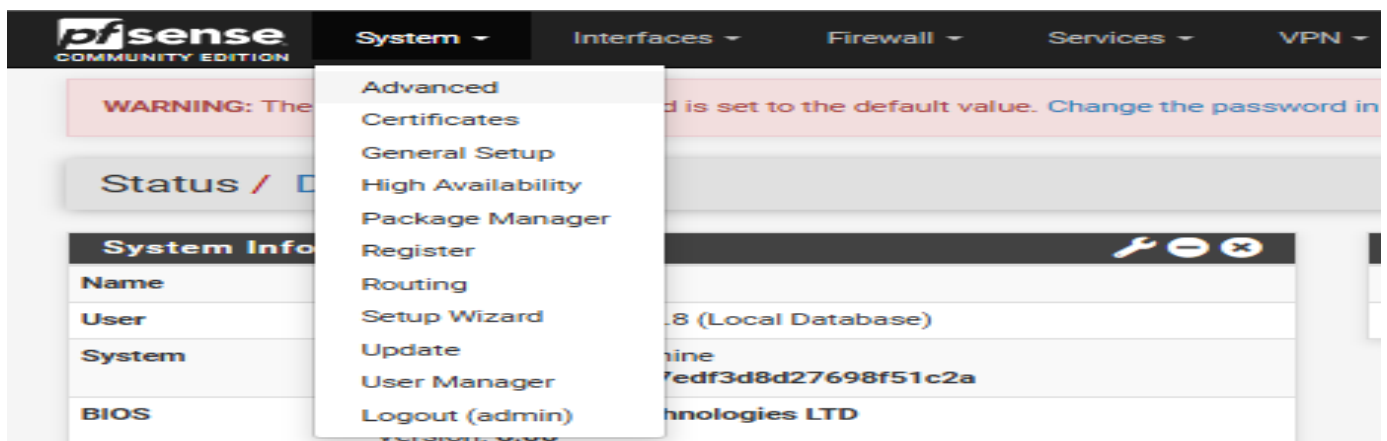 pfsense System Interfaces Firewall Services VPN
COMMUNITY EDITION
Advanced
WARNING: The d is set to the default value. Change the password in
Certificates
General Setup
Status / D
High Availability
Package Manager
System Info
Register
Name
Routing
User
Setup Wizard
.8 (Local Database)
Update
System
hine
User Manager
7edf3d8d27698f51c2a
BIOS
Logout (admin)
hnologies LTD